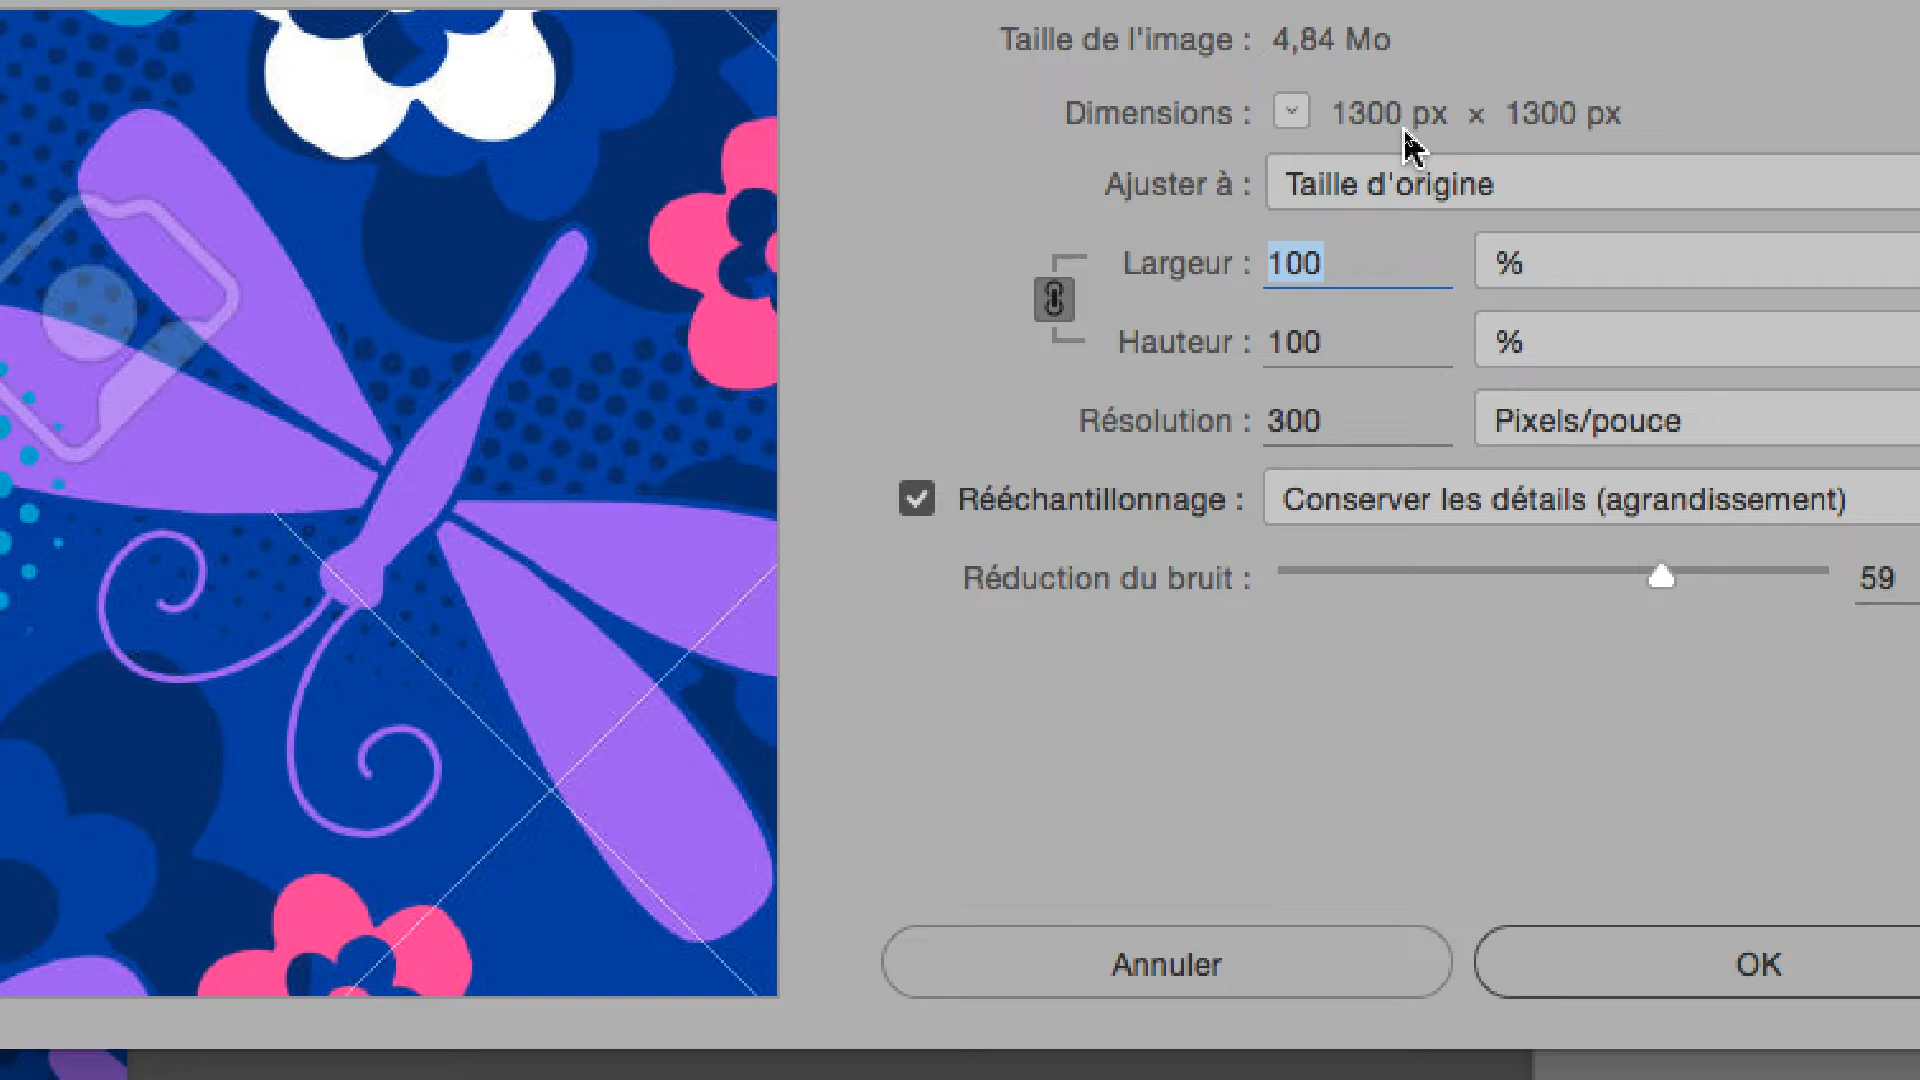 Taille de l'image : 4,84 Mo
Dimensions : 1300 px × 1300 px
Ajuster à : Taille d'origine
Largeur : 100 %
Hauteur : 100 %
Résolution : 300 Pixels/pouce
Rééchantillonnage : Conserver les détails (agrandissement)
Réduction du bruit : 59
Annuler OK